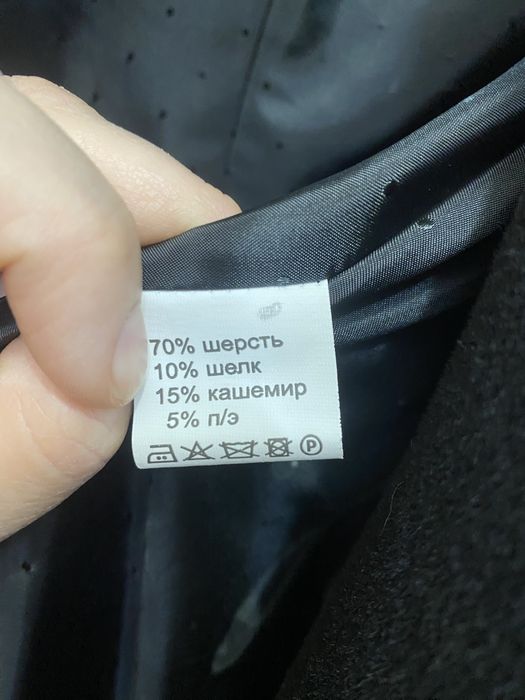 70% шерсть
10% шелк
15% кашемир
5% п/э
P